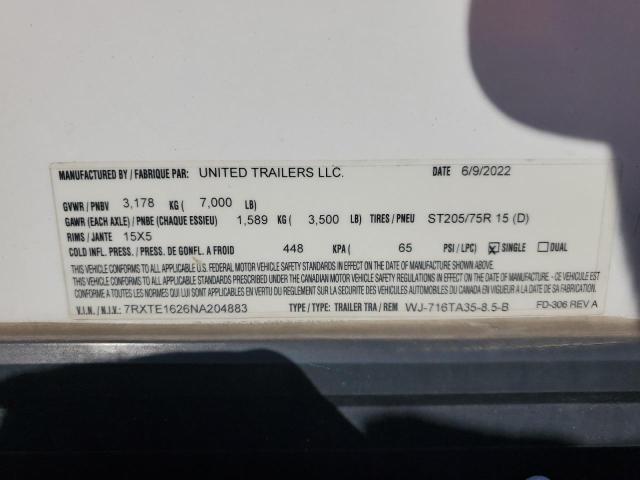 MANUFACTURED BY / FABRIQUE PAR: UNITED TRAILERS LLC. DATE 6/9/2022
GVWR / PNBV 3,178 KG ( 7,000 LB)
GAWR (EACH AXLE) / PNBE (CHAQUE ESSIEU) 1,589 KG ( 3,500 LB) TIRES / PNEU ST205/75R 15 (D)
RIMS / JANTE 15X5
COLD INFL. PRESS. / PRESS. DE GONFL. A FROID 448 KPA ( 65 PSI / LPC) SINGLE DUAL
THIS VEHICLE CONFORMS TO ALL APPLICABLE U.S. FEDERAL MOTOR VEHICLE SAFETY STANDARDS IN EFFECT ON THE DATE OF MANUFACTURE SHOWN ABOVE.
THIS VEHICLE CONFORMS TO ALL APPLICABLE STANDARDS PRESCRIBED UNDER THE CANADIAN MOTOR VEHICLE SAFETY REGULATIONS IN EFFECT ON THE DATE OF MANUFACTURE - CE VÉHICULE EST
CONFORME A TOUTES LES NORMES QUI LUI SONT APPLICABLES EN VERTU DU RÈGLEMENT SUR LA SÉCURITÉ DES VÉHICULES AUTOMOBILES DU CANADA EN VIGUEUR A LA DATE DE SA FABRICATION.
V.I.N. / N.I.V.: 7RXTE1626NA204883 TYPE / TYPE: TRAILER TRA / REM WJ-716TA35-8.5-B FD-306 REV A